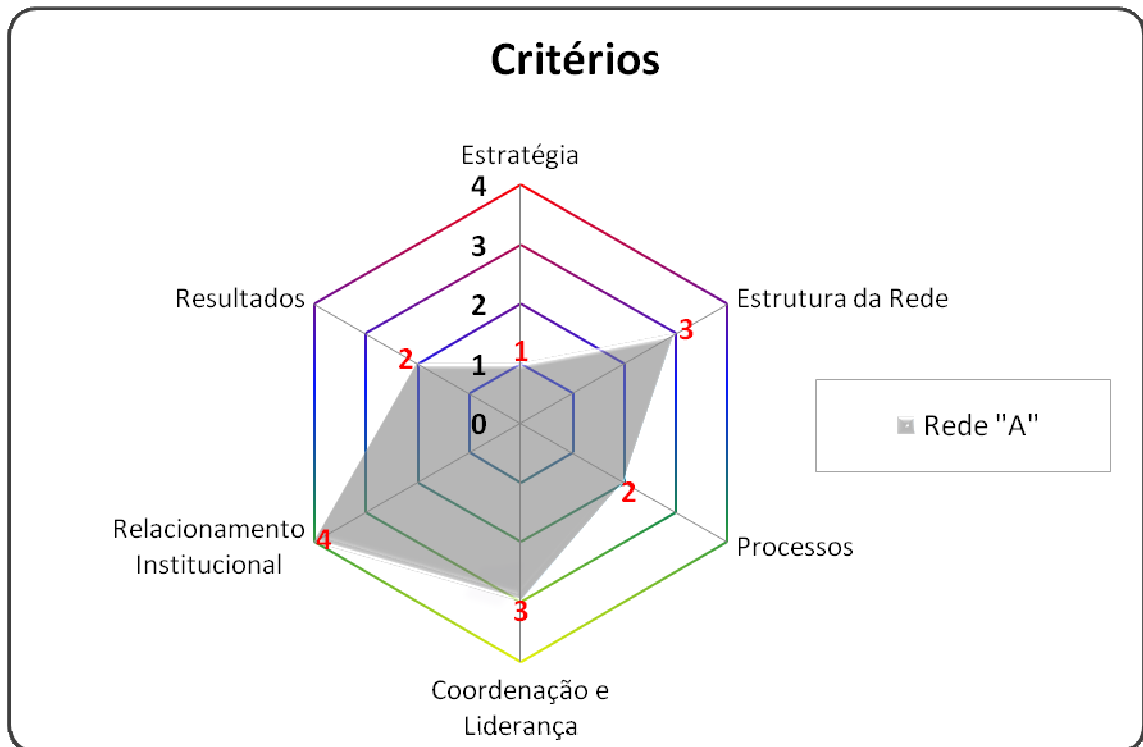 Critérios
Estratégia
4
3
2
1
0
1
Estrutura da Rede
3
Resultados
2
2
Processos
Relacionamento
Institucional
4
3
Coordenação e
Liderança
Rede "A"